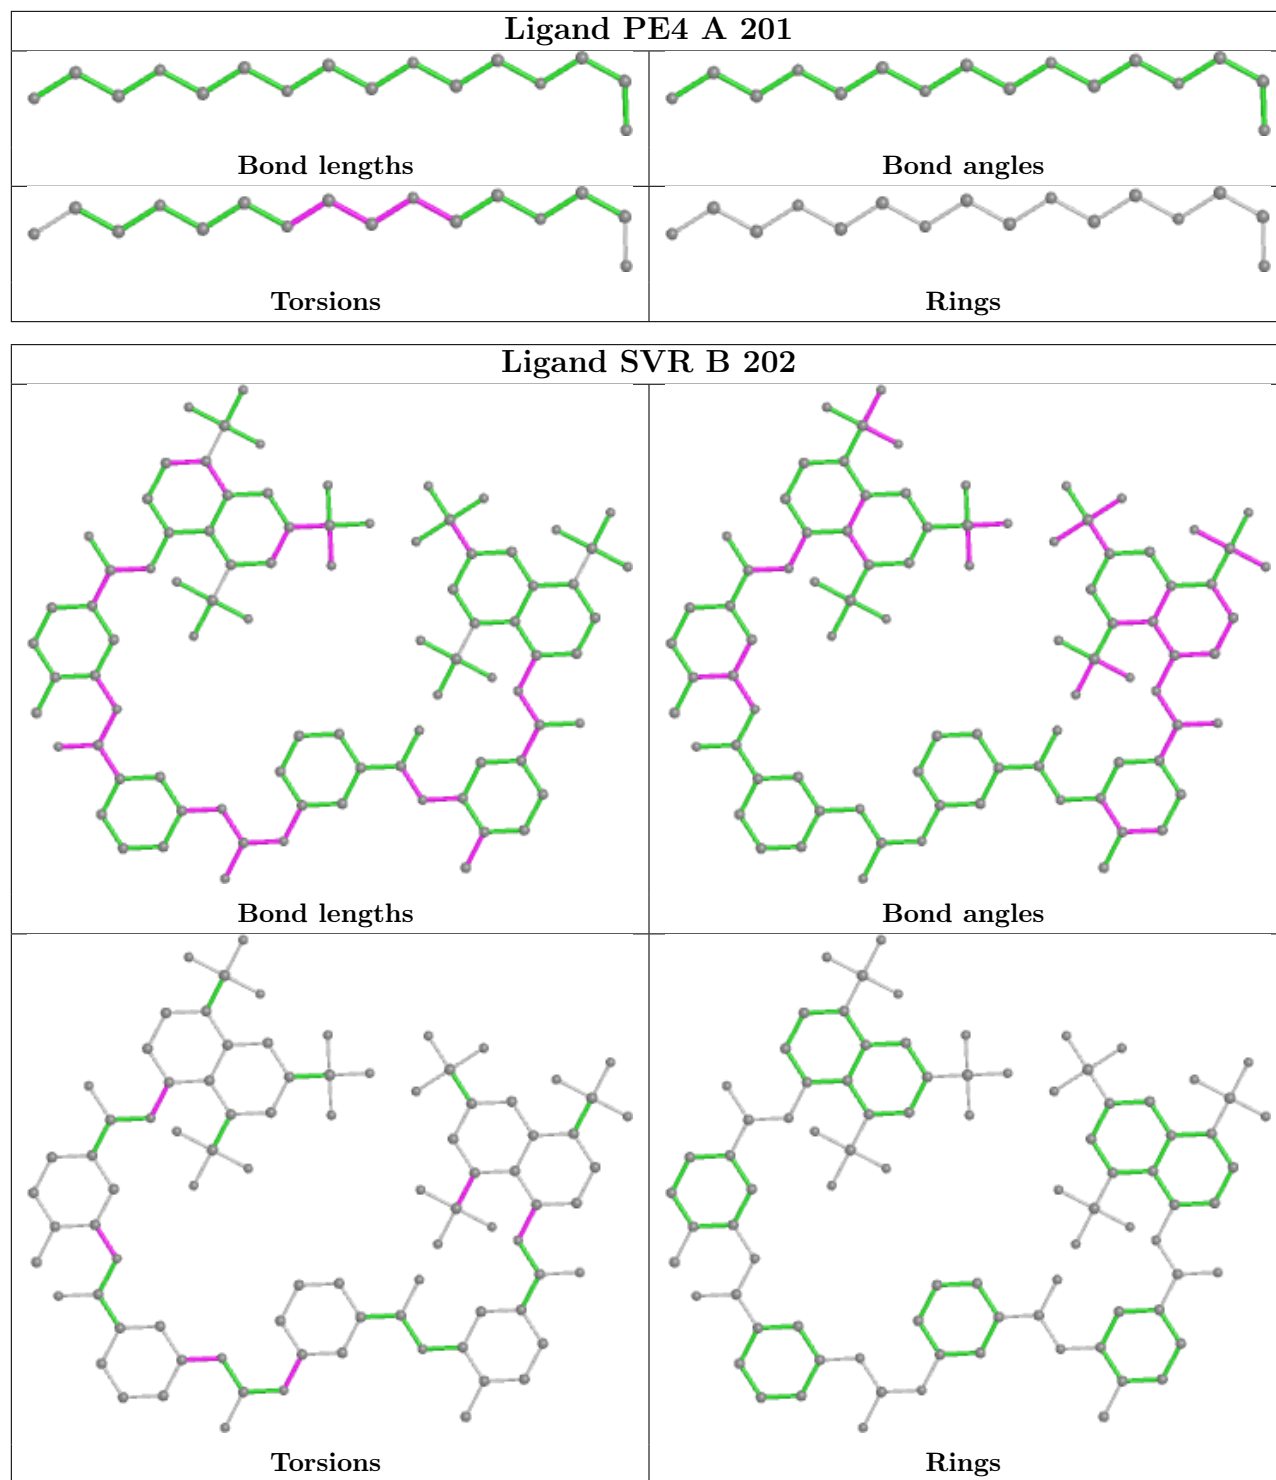 Ligand PE4 A 201
Bond lengths
Bond angles
Torsions
Rings
Ligand SVR B 202
Bond lengths
Bond angles
Torsions
Rings